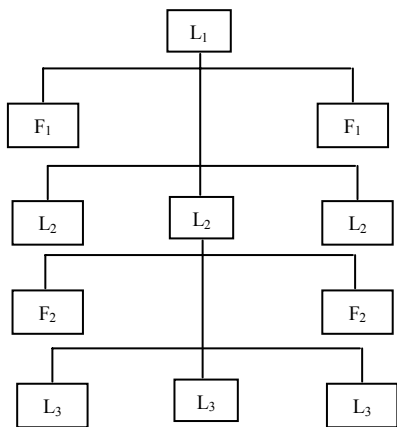 L₁
F₁ F₁
L₂ L₂ L₂
F₂ F₂
L₃ L₃ L₃